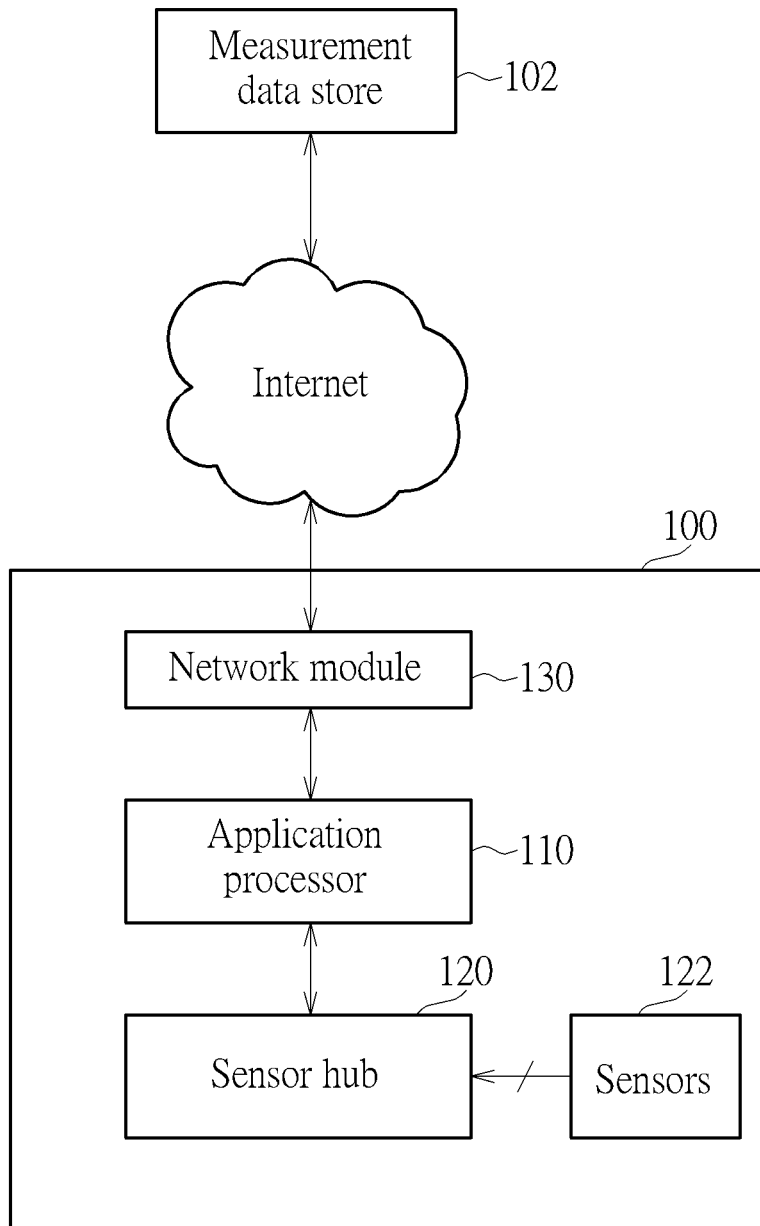 Measurement
data store
102
Internet
100
Network module
130
Application
processor
110
120
122
Sensor hub
Sensors